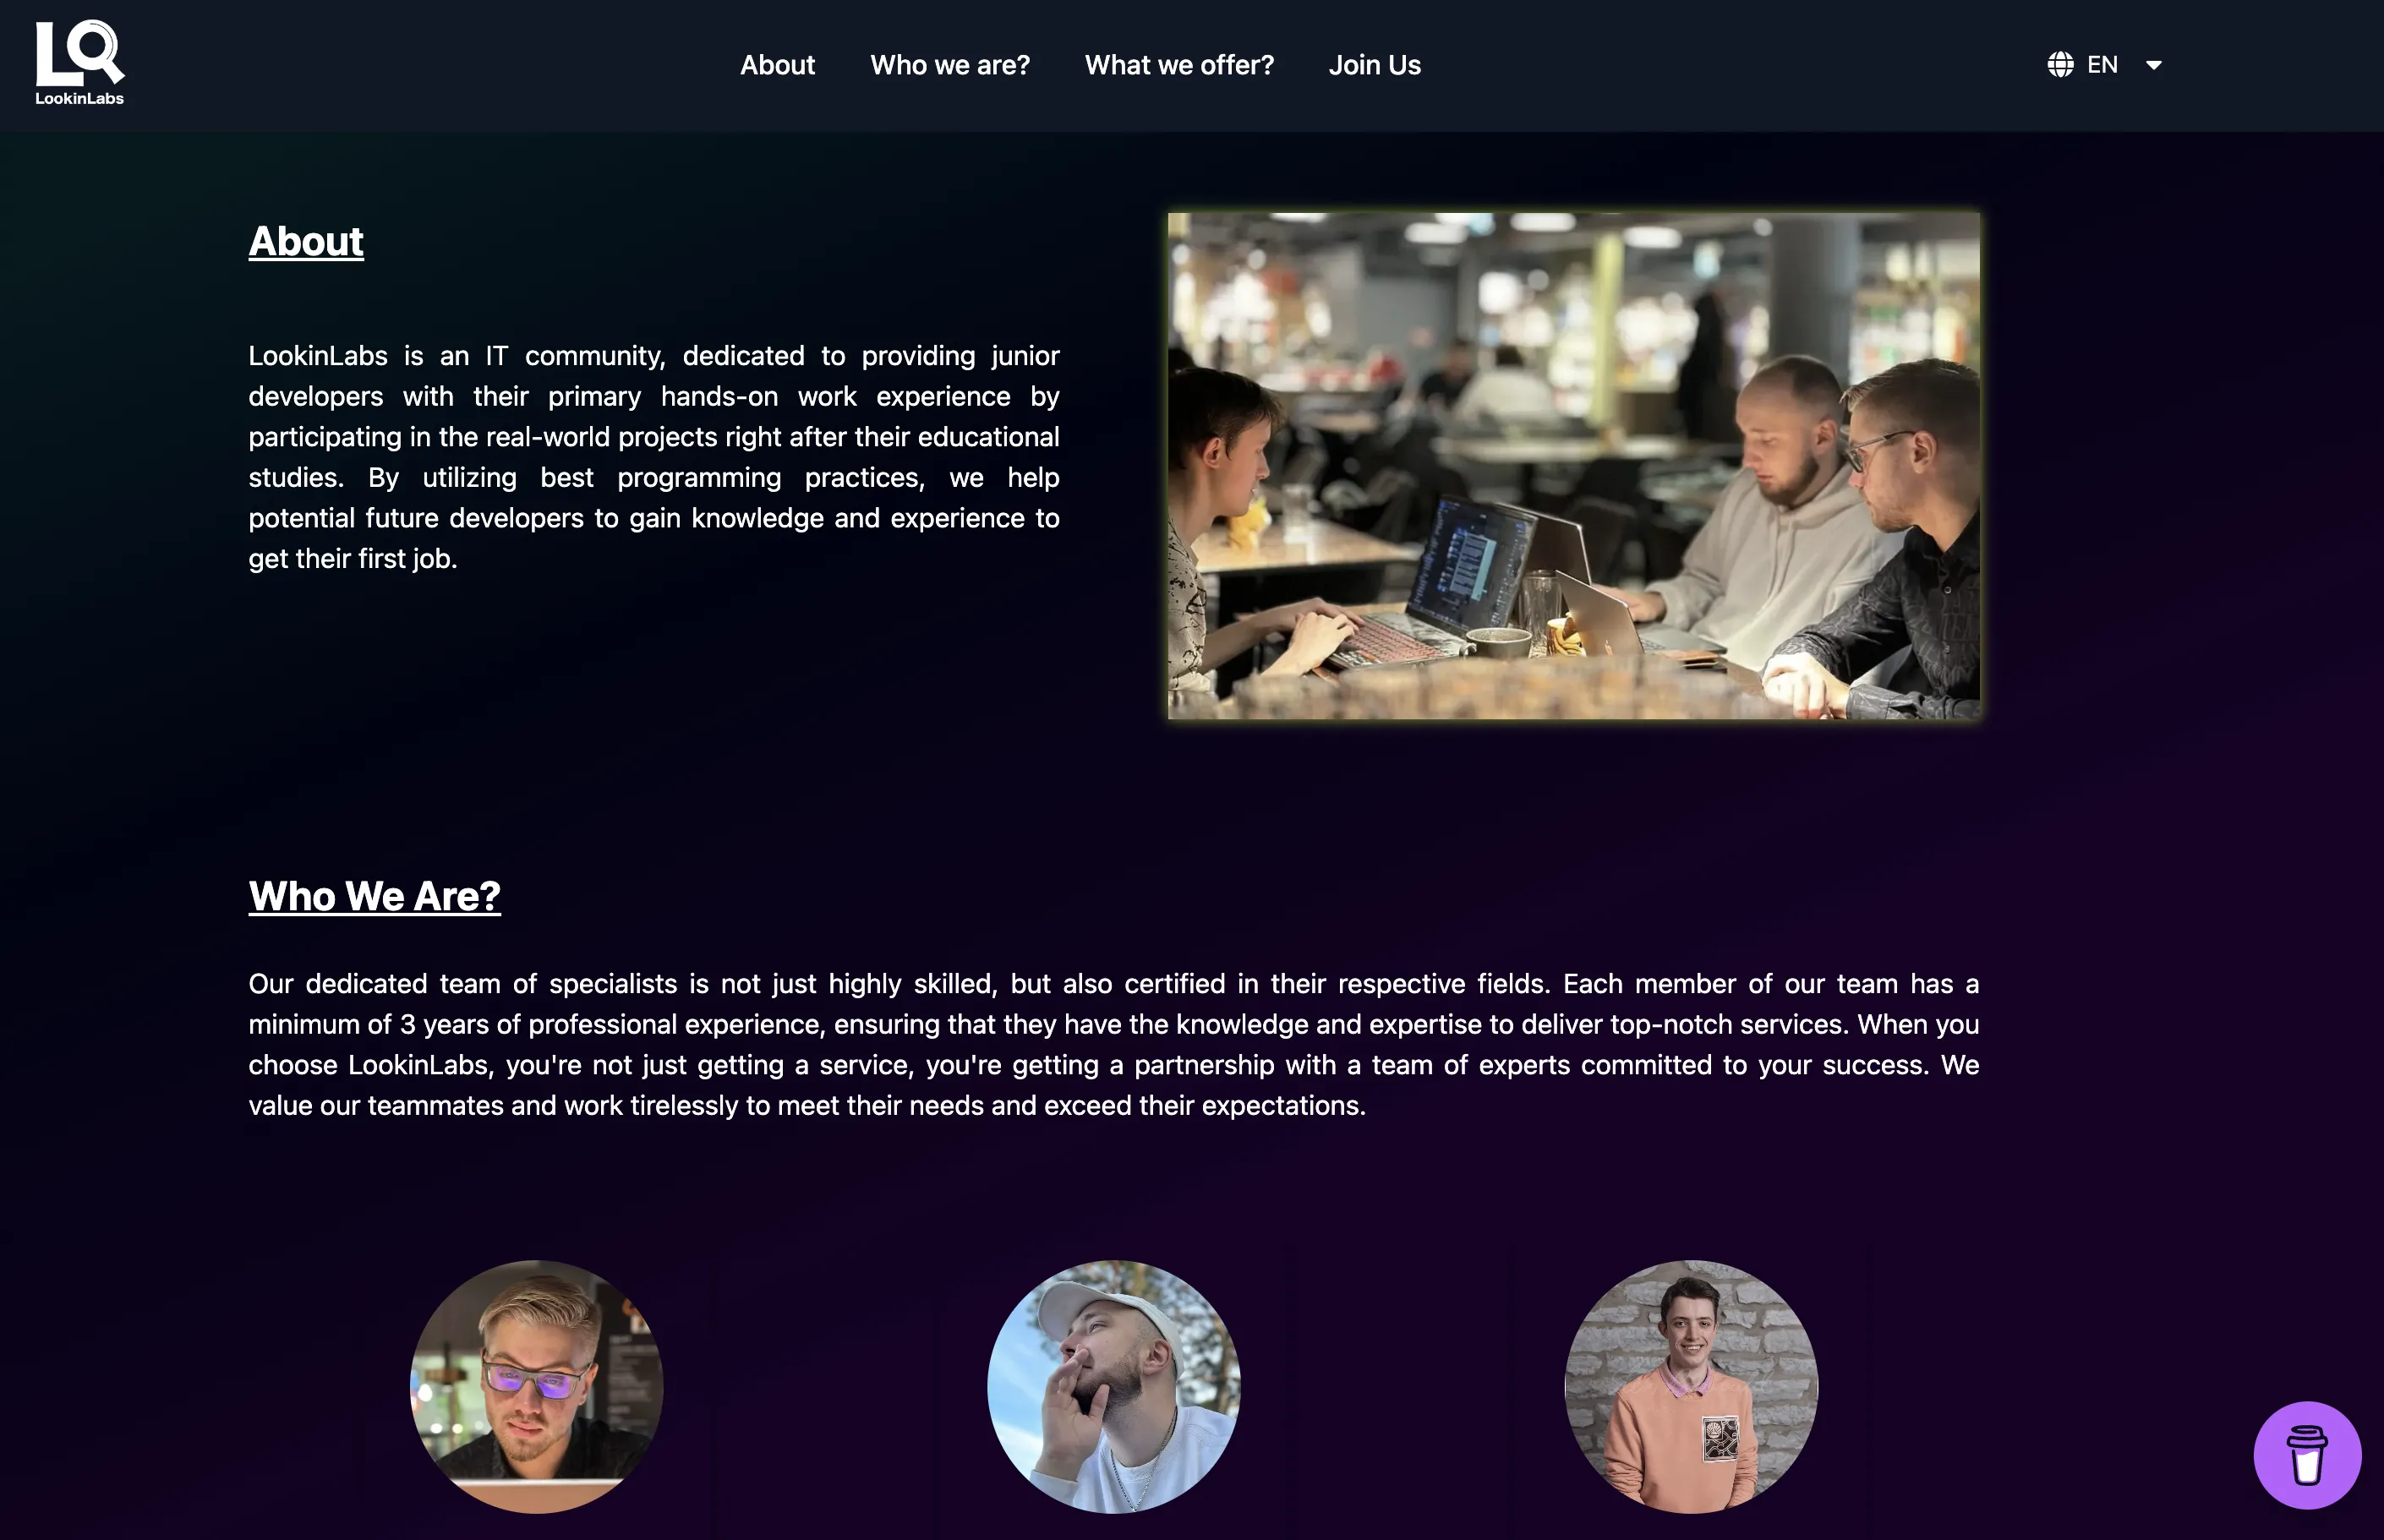 LQ
LookinLabs
About
Who we are?
What we offer?
Join Us
EN
About
LookinLabs is an IT community, dedicated to providing junior
developers with their primary hands-on work experience by
participating in the real-world projects right after their educational
studies. By utilizing best programming practices, we help
potential future developers to gain knowledge and experience to
get their first job.
Who We Are?
Our dedicated team of specialists is not just highly skilled, but also certified in their respective fields. Each member of our team has a
minimum of 3 years of professional experience, ensuring that they have the knowledge and expertise to deliver top-notch services. When you
choose LookinLabs, you're not just getting a service, you're getting a partnership with a team of experts committed to your success. We
value our teammates and work tirelessly to meet their needs and exceed their expectations.